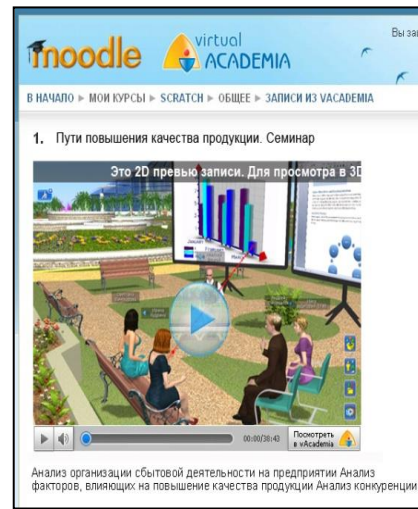 Вы за
moodle
virtual
ACADEMIA
В НАЧАЛО ► МОИ КУРСЫ ► SCRATCH ► ОБЩЕЕ ► ЗАПИСИ ИЗ VACADEMIA
1. Пути повышения качества продукции. Семинар
Это 2D превью записи. Для просмотра в 3D
00:00/38:43
Посмотреть
в vAcademia
Анализ организации сбытовой деятельности на предприятии Анализ
факторов, влияющих на повышение качества продукции Анализ конкуренции